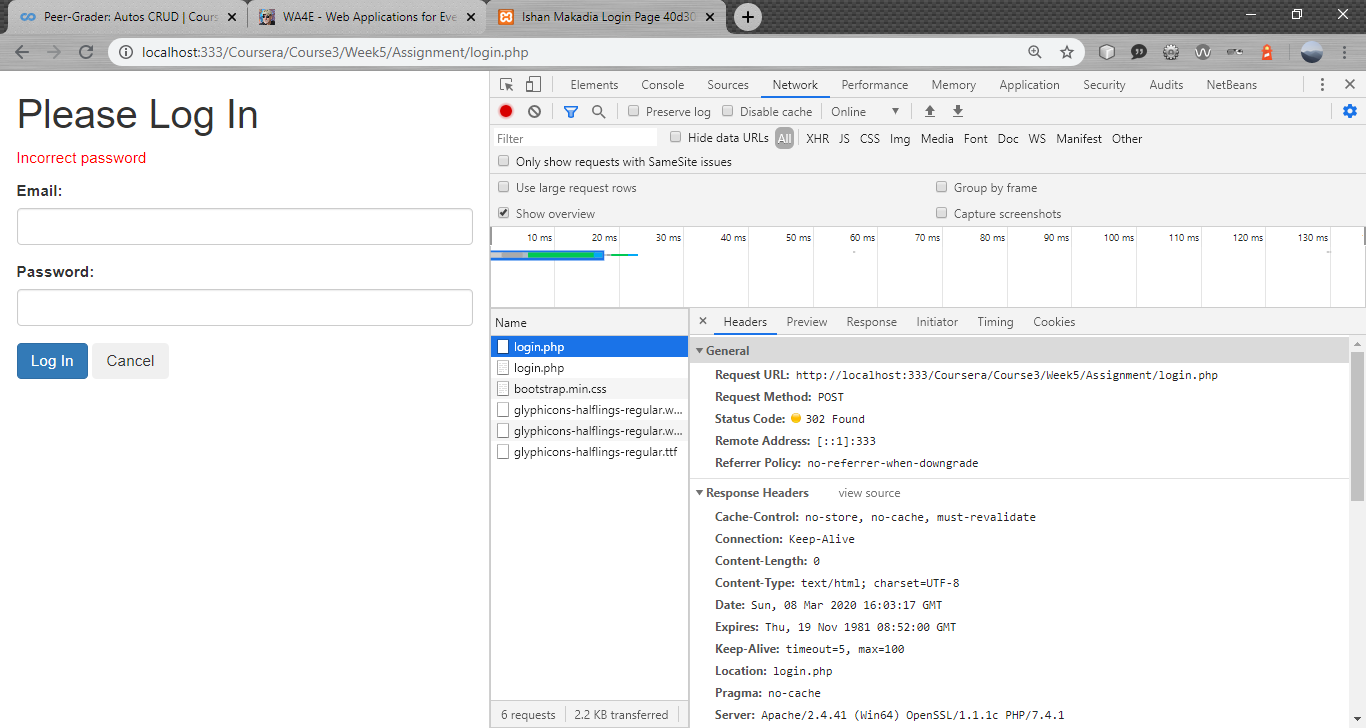 Peer-Grader: Autos CRUD | Cours
WA4E - Web Applications for Eve
Ishan Makadia Login Page 40d30
localhost:333/Coursera/Course3/Week5/Assignment/login.php
Please Log In
Incorrect password
Email:
Password:
Log In Cancel
Elements Console Sources Network Performance Memory Application Security Audits NetBeans
Preserve log Disable cache Online
Filter Hide data URLs All XHR JS CSS Img Media Font Doc WS Manifest Other
Only show requests with SameSite issues
Use large request rows Group by frame
Show overview Capture screenshots
10 ms 20 ms 30 ms 40 ms 50 ms 60 ms 70 ms 80 ms 90 ms 100 ms 110 ms 120 ms 130 ms
Name
login.php
login.php
bootstrap.min.css
glyphicons-halflings-regular.w...
glyphicons-halflings-regular.w...
glyphicons-halflings-regular.ttf
6 requests 2.2 KB transferred
Headers Preview Response Initiator Timing Cookies
General
Request URL: http://localhost:333/Coursera/Course3/Week5/Assignment/login.php
Request Method: POST
Status Code: 302 Found
Remote Address: [::1]:333
Referrer Policy: no-referrer-when-downgrade
Response Headers view source
Cache-Control: no-store, no-cache, must-revalidate
Connection: Keep-Alive
Content-Length: 0
Content-Type: text/html; charset=UTF-8
Date: Sun, 08 Mar 2020 16:03:17 GMT
Expires: Thu, 19 Nov 1981 08:52:00 GMT
Keep-Alive: timeout=5, max=100
Location: login.php
Pragma: no-cache
Server: Apache/2.4.41 (Win64) OpenSSL/1.1.1c PHP/7.4.1